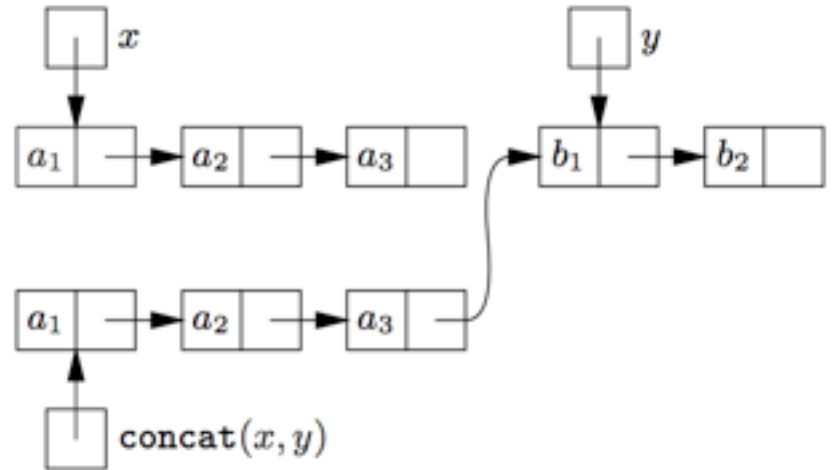 x y
a₁ a₂ a₃ b₁ b₂
a₁ a₂ a₃
concat(x, y)